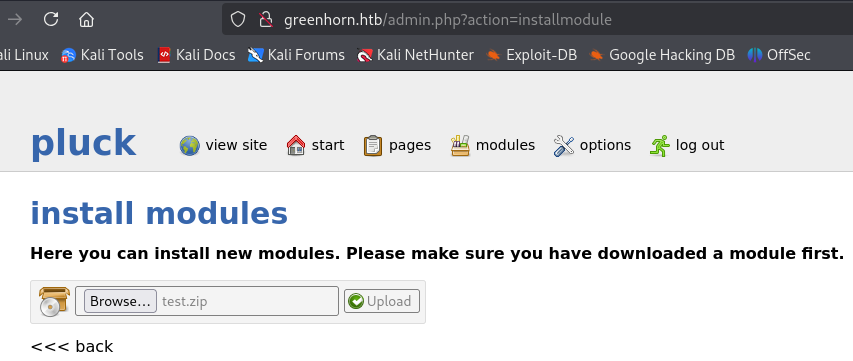 greenhorn.htb/admin.php?action=installmodule
ali Linux Kali Tools Kali Docs Kali Forums Kali NetHunter Exploit-DB Google Hacking DB OffSec
pluck view site start pages modules options log out
install modules
Here you can install new modules. Please make sure you have downloaded a module first.
Browse... test.zip Upload
<<< back